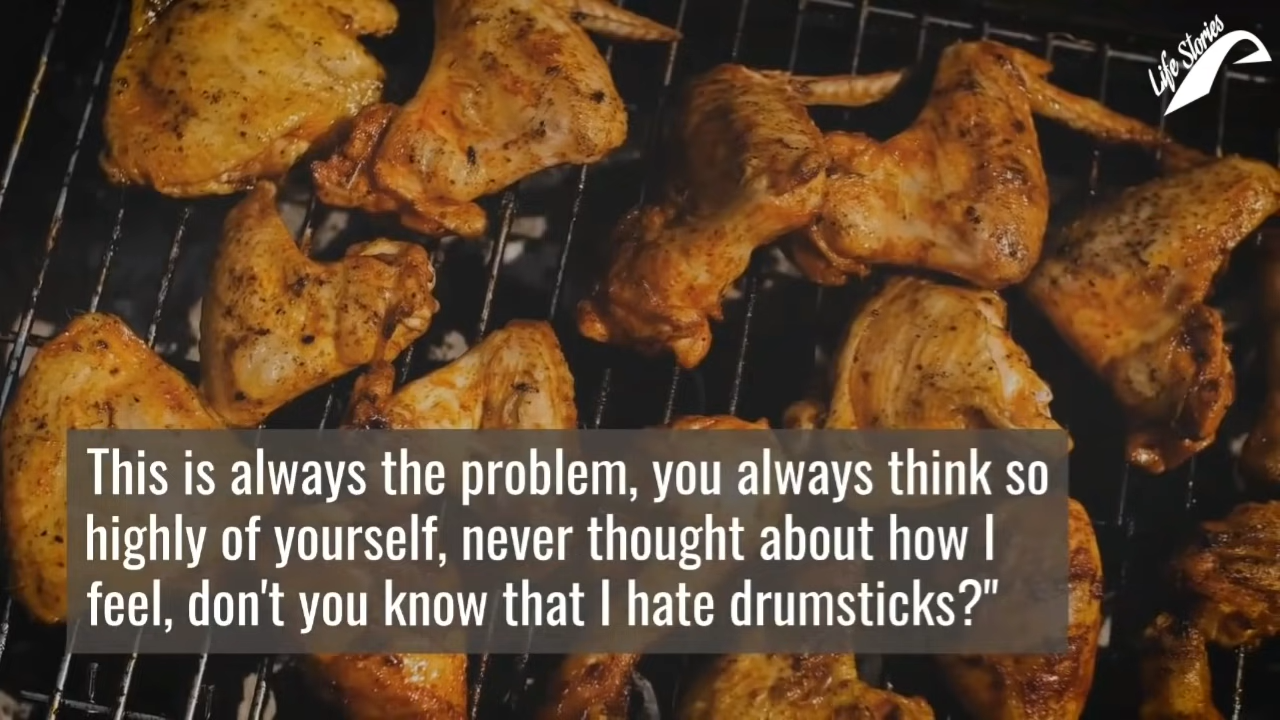 Life Stories
This is always the problem, you always think so
highly of yourself, never thought about how I
feel, don't you know that I hate drumsticks?"